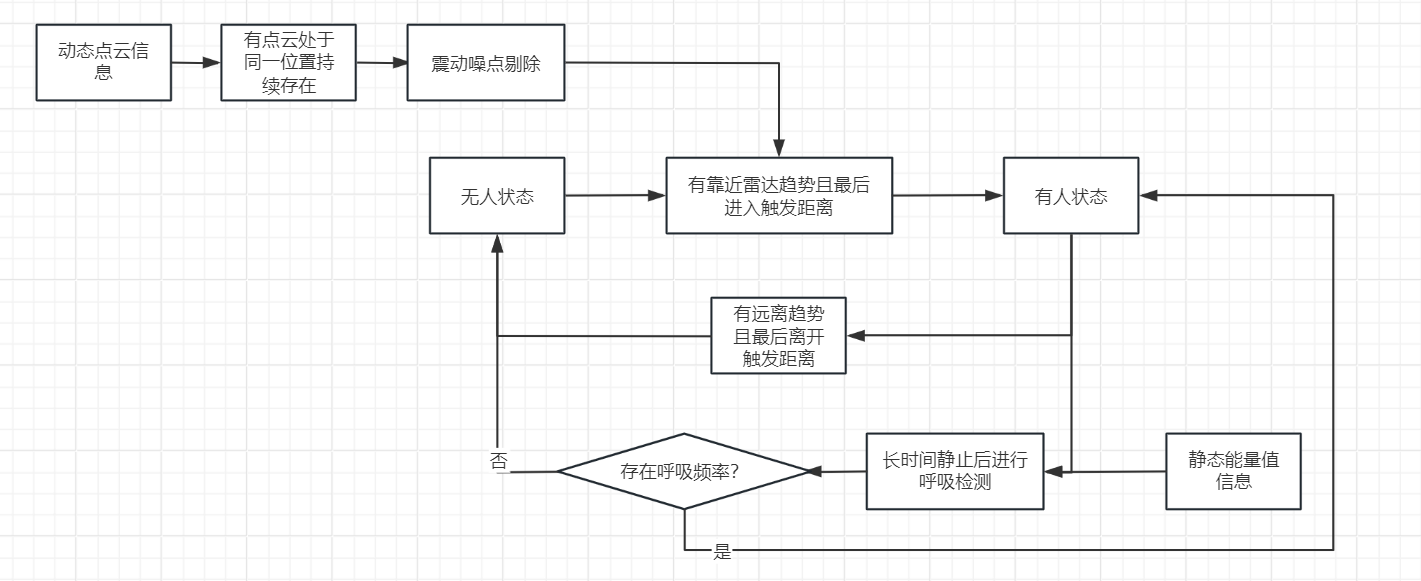 动态点云信
息
有点云处于
同一位置持
续存在
震动噪点剔除
无人状态
有靠近雷达趋势且最后
进入触发距离
有人状态
有远离趋势
且最后离开
触发距离
否
存在呼吸频率?
长时间静止后进行
呼吸检测
静态能量值
信息
是